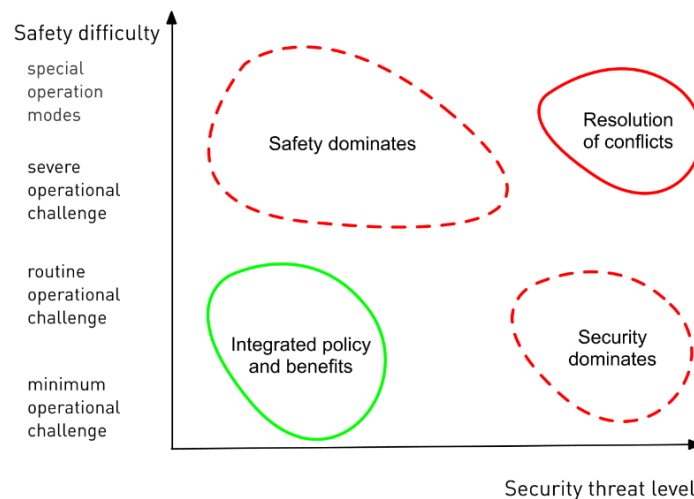 Safety difficulty
special
operation
modes
severe
operational
challenge
routine
operational
challenge
minimum
operational
challenge
Safety dominates
Resolution
of conflicts
Integrated policy
and benefits
Security
dominates
Security threat level